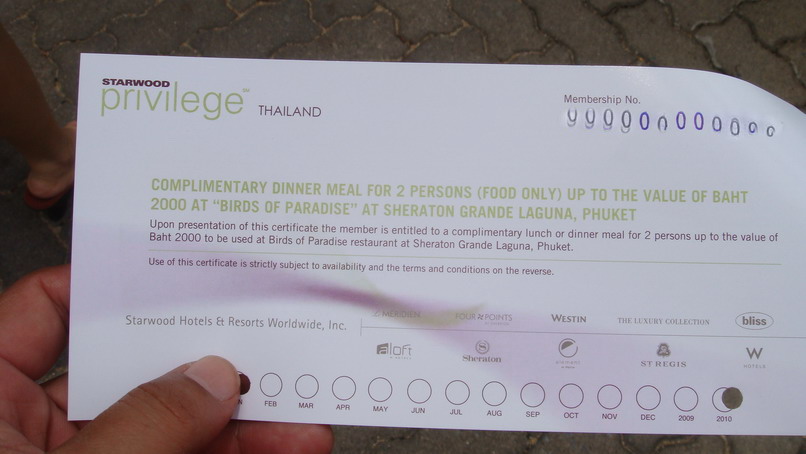 STARWOOD
privilege THAILAND
Membership No.
COMPLIMENTARY DINNER MEAL FOR 2 PERSONS (FOOD ONLY) UP TO THE VALUE OF BAHT
2000 AT “BIRDS OF PARADISE” AT SHERATON GRANDE LAGUNA, PHUKET
Upon presentation of this certificate the member is entitled to a complimentary lunch or dinner meal for 2 persons up to the value of
Baht 2000 to be used at Birds of Paradise restaurant at Sheraton Grande Laguna, Phuket.
Use of this certificate is strictly subject to availability and the terms and conditions on the reverse.
Starwood Hotels & Resorts Worldwide, Inc.
MERIDIEN FOUR POINTS WESTIN THE LUXURY COLLECTION bliss
aloft Sheraton element ST REGIS W HOTELS
FEB MAR APR MAY JUN JUL AUG SEP OCT NOV DEC 2009 2010